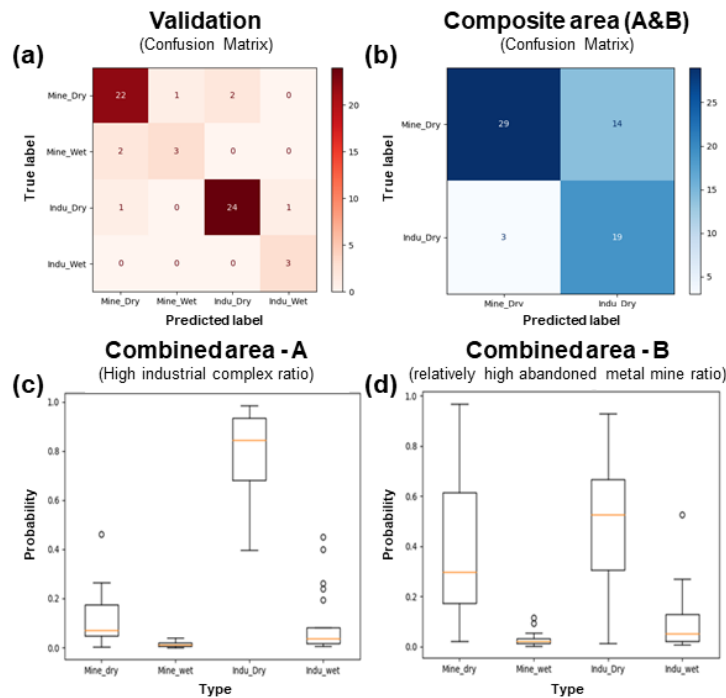 Validation
(Confusion Matrix)
(a)
True label
Mine_Dry
Mine_Wet
Indu_Dry
Indu_Wet
22 1 2 0
2 3 0 0
1 0 24 1
0 0 0 3
Mine_Dry Mine_Wet Indu_Dry Indu_Wet
Predicted label
20
15
10
5
0
Composite area (A&B)
(Confusion Matrix)
(b)
True label
Mine_Dry
Indu_Dry
29 14
3 19
Mine_Dry Indu_Dry
Predicted label
25
20
15
10
5
Combined area - A
(High industrial complex ratio)
(c)
Probability
1.0
0.8
0.6
0.4
0.2
0.0
Mine_dry Mine_wet Indu_Dry Indu_wet
Type
Combined area - B
(relatively high abandoned metal mine ratio)
(d)
Probability
1.0
0.8
0.6
0.4
0.2
0.0
Mine_dry Mine_wet Indu_Dry Indu_wet
Type